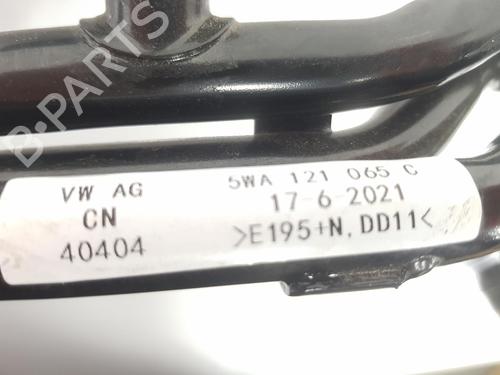 B-PARTS
VW AG
CN
40404
5WA 121 065 C
17-6-2021
>E195+N.DD11<